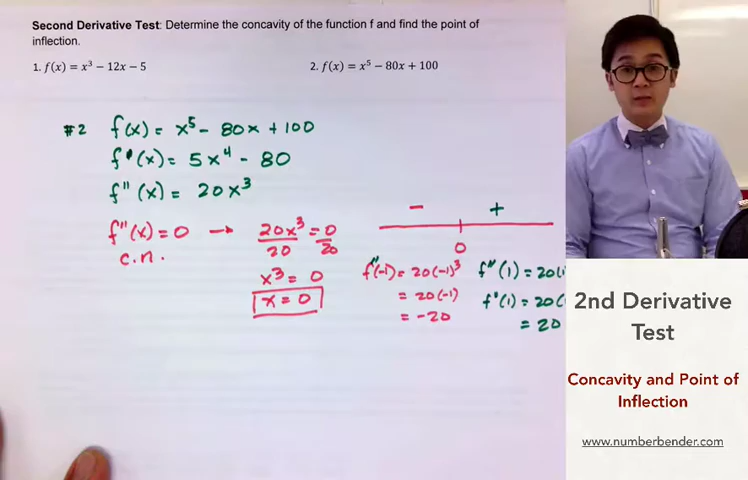 Second Derivative Test: Determine the concavity of the function f and find the point of
inflection.
1. f(x) = x³ − 12x − 5
2. f(x) = x⁵ − 80x + 100
#2 f(x) = x⁵ - 80x + 100
f'(x) = 5x⁴ - 80
f''(x) = 20x³
f''(x) = 0 → 20x³ = 0
20 20
c.n.
x³ = 0
x = 0
− +
0
f''(-1) = 20(-1)³
= 20(-1)
= -20
f''(1) = 20(
f'(1) = 20(
= 20
2nd Derivative
Test
Concavity and Point of
Inflection
www.numberbender.com